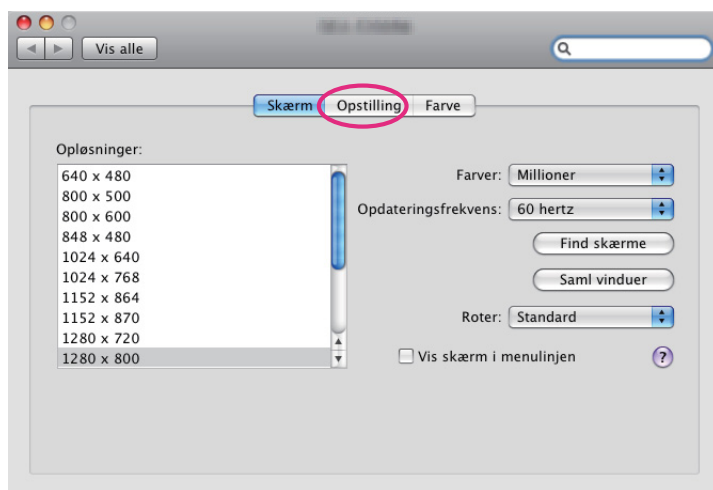 Vis alle
Skærm Opstilling Farve
Opløsninger:
640 x 480
800 x 500
800 x 600
848 x 480
1024 x 640
1024 x 768
1152 x 864
1152 x 870
1280 x 720
1280 x 800
Farver: Millioner
Opdateringsfrekvens: 60 hertz
Find skærme
Saml vinduer
Roter: Standard
Vis skærm i menulinjen ?